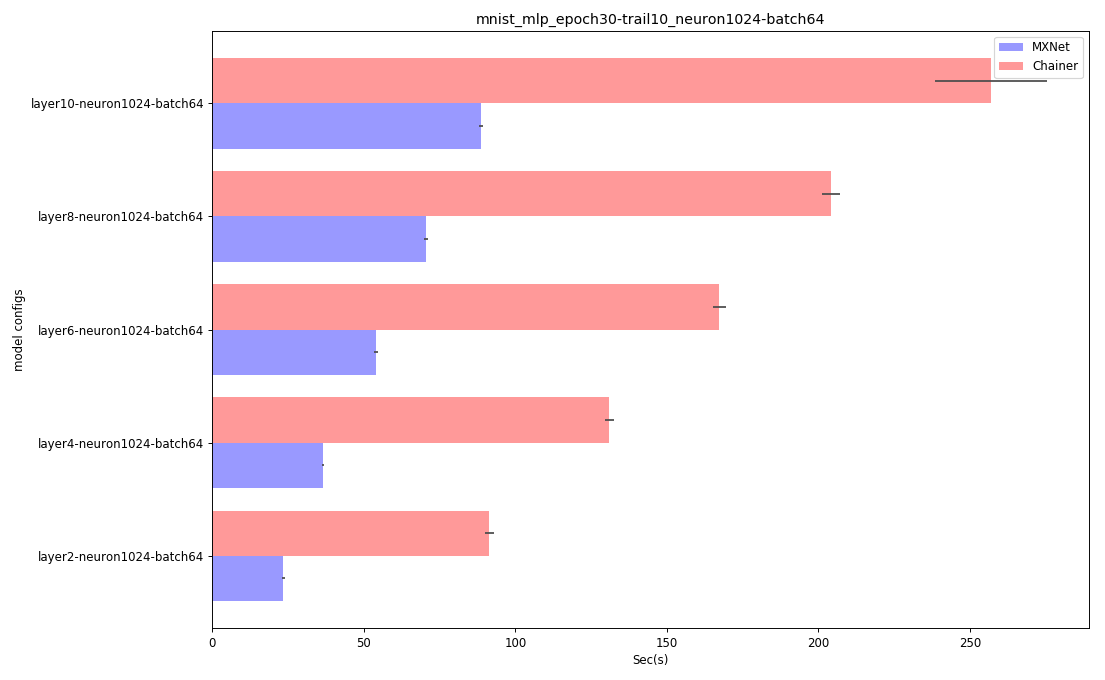 mnist_mlp_epoch30-trail10_neuron1024-batch64
MXNet
Chainer
layer10-neuron1024-batch64
layer8-neuron1024-batch64
layer6-neuron1024-batch64
layer4-neuron1024-batch64
layer2-neuron1024-batch64
model configs
0 50 100 150 200 250
Sec(s)